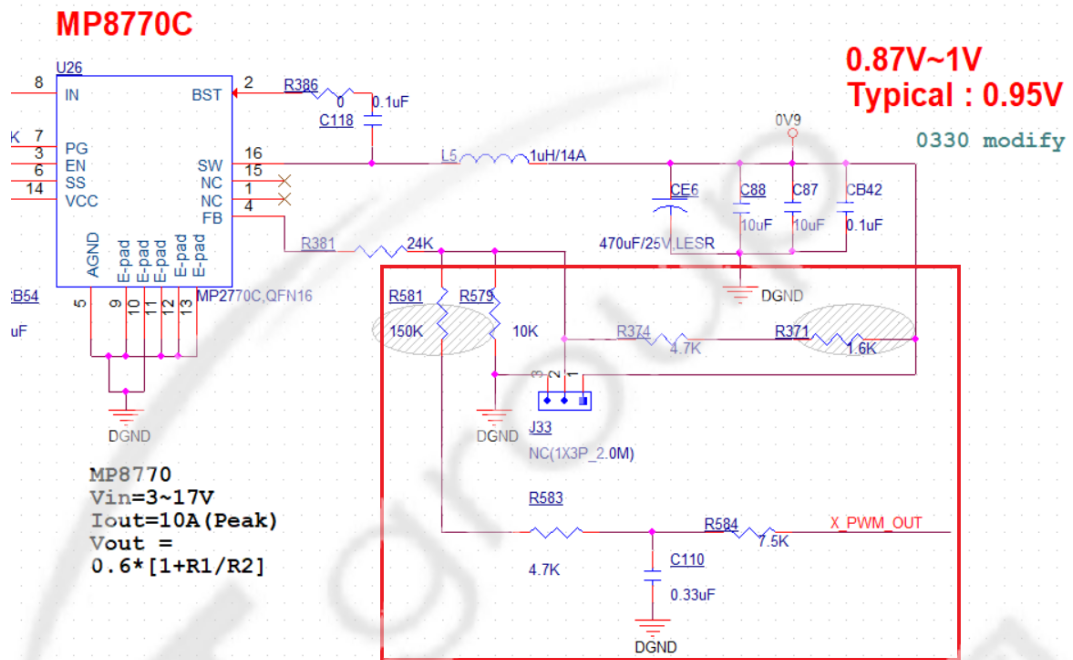 MP8770C
0.87V~1V
Typical : 0.95V
0330 modify
U26
8
IN
BST
2
R386
0
0.1uF
C118
K
7
PG
3
EN
6
SS
14
VCC
SW
16
NC
15
NC
1
FB
4
L5
1uH/14A
0V9
CE6
470uF/25V,LESR
C88
10uF
C87
10uF
CB42
0.1uF
DGND
R381
24K
AGND
E-pad
E-pad
E-pad
E-pad
E-pad
5
9
10
11
12
13
MP2770C,QFN16
B54
uF
DGND
R581
150K
R579
10K
R374
4.7K
R371
1.6K
3
2
1
DGND
J33
NC(1X3P_2.0M)
R583
4.7K
R584
7.5K
X_PWM_OUT
C110
0.33uF
DGND
MP8770
Vin=3~17V
Iout=10A(Peak)
Vout =
0.6*[1+R1/R2]
group